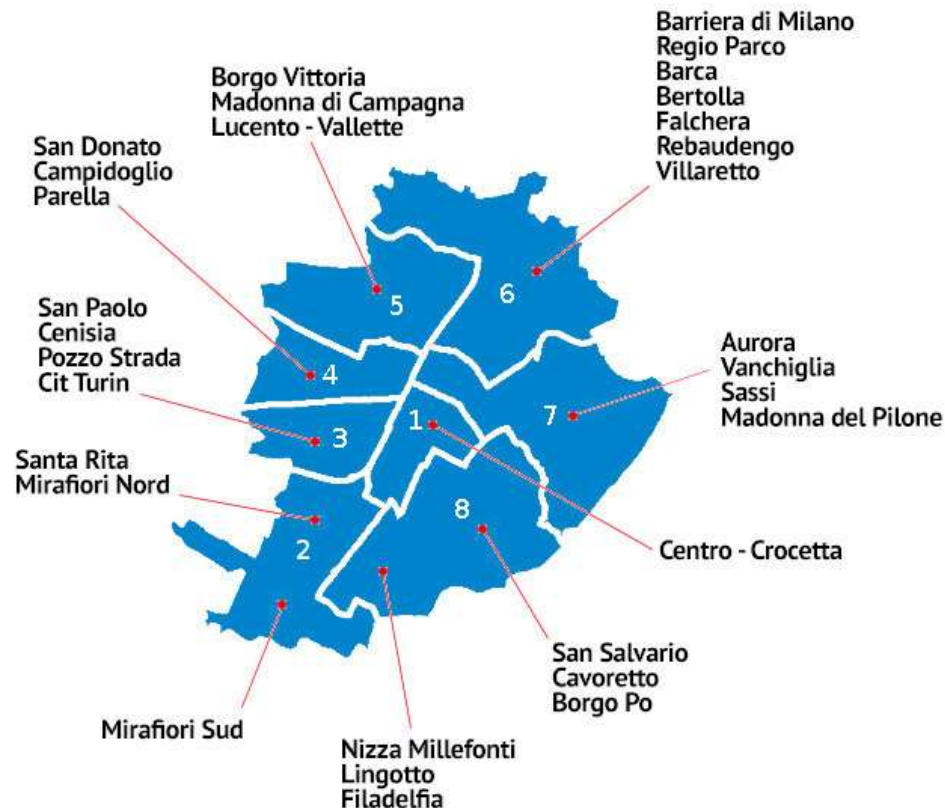 Barriera di Milano
Regio Parco
Barca
Bertolla
Falchera
Rebaudengo
Villaretto
Borgo Vittoria
Madonna di Campagna
Lucento - Vallette
San Donato
Campidoglio
Parella
San Paolo
Cenisia
Pozzo Strada
Cit Turin
Santa Rita
Mirafiori Nord
Aurora
Vanchiglia
Sassi
Madonna del Pilone
Centro - Crocetta
San Salvario
Cavoretto
Borgo Po
Mirafiori Sud
Nizza Millefonti
Lingotto
Filadelfia
5
6
4
7
1
3
8
2